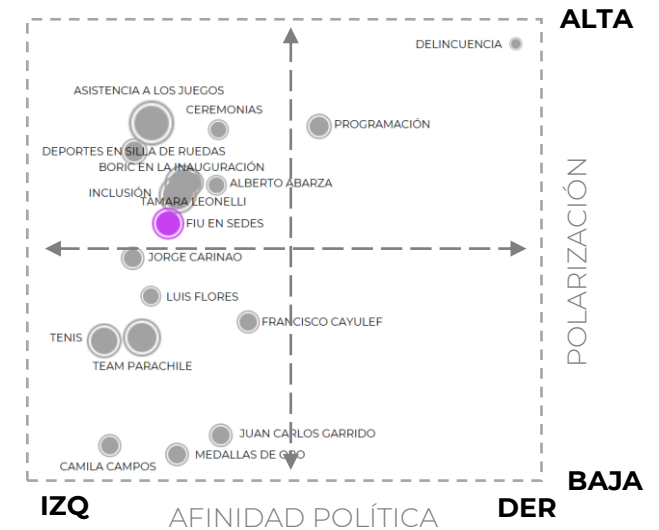 ALTA
DELINCUENCIA
ASISTENCIA A LOS JUEGOS
CEREMONIAS
PROGRAMACIÓN
DEPORTES EN SILLA DE RUEDAS
BORIC EN LA INAUGURACIÓN
ALBERTO ABARZA
INCLUSIÓN
TAMARA LEONELLI
FIU EN SEDES
JORGE CARINAO
LUIS FLORES
FRANCISCO CAYULEF
TENIS
TEAM PARACHILE
JUAN CARLOS GARRIDO
MEDALLAS DE ORO
CAMILA CAMPOS
POLARIZACIÓN
BAJA
IZQ
AFINIDAD POLÍTICA
DER